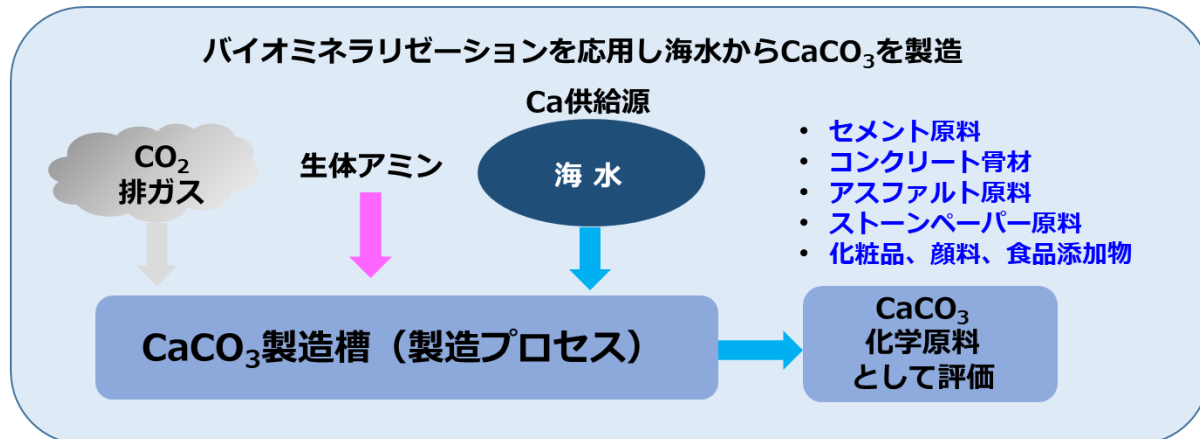 バイオミネラリゼーションを応用し海水からCaCO₃を製造
Ca供給源
CO₂
排ガス
生体アミン
海 水
• セメント原料
• コンクリート骨材
• アスファルト原料
• ストーンペーパー原料
• 化粧品、顔料、食品添加物
CaCO₃製造槽（製造プロセス）
CaCO₃
化学原料
として評価